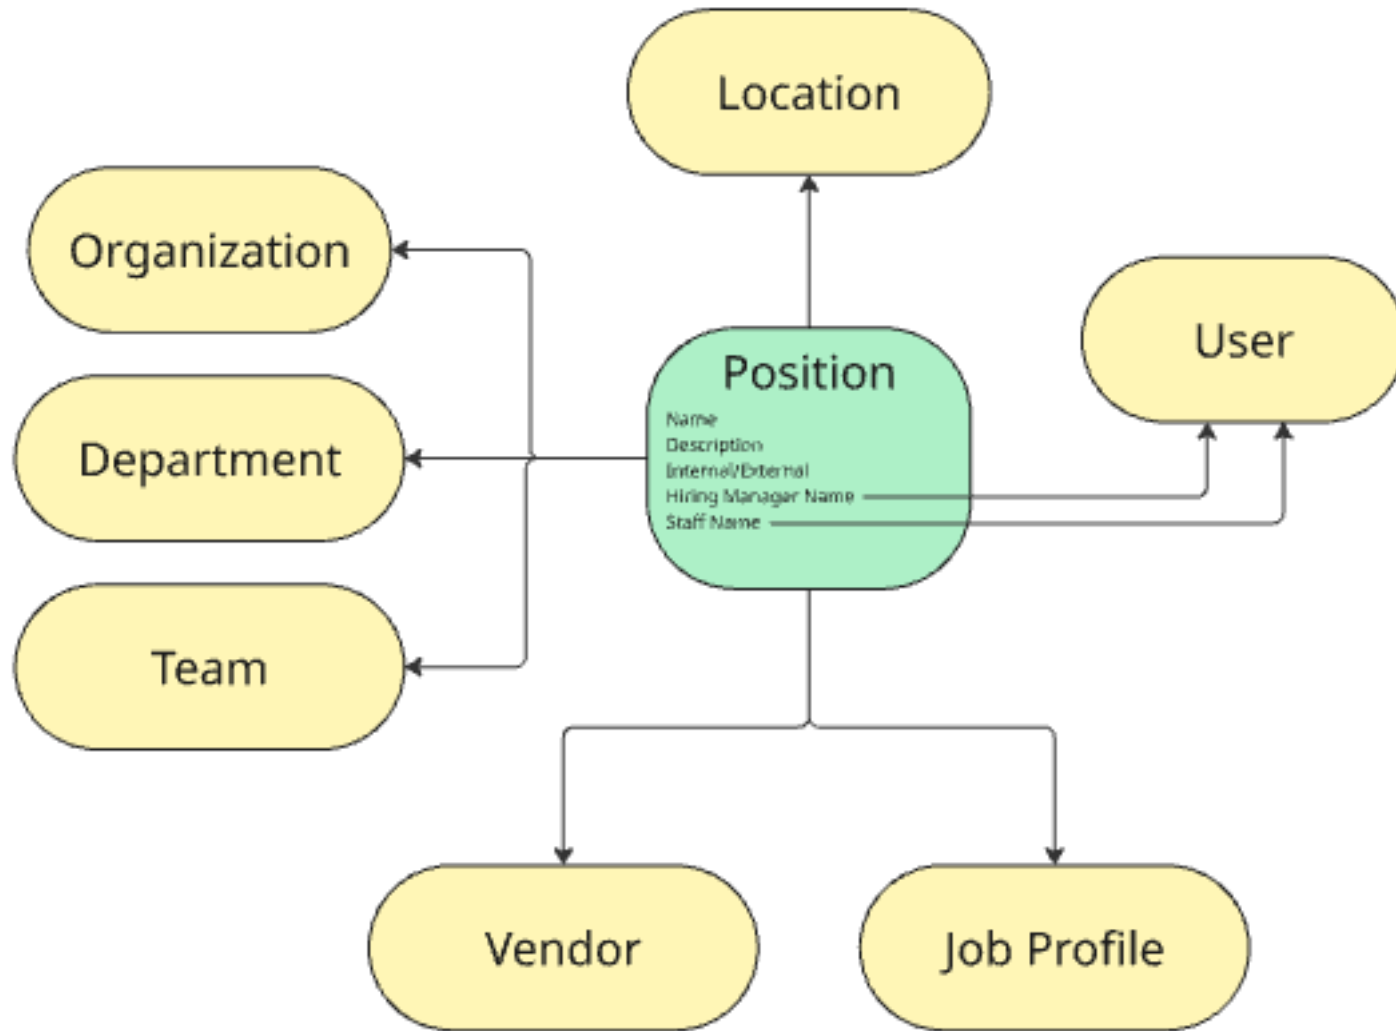 Location
Organization
User
Position
Name
Description
Internal/External
Hiring Manager Name
Staff Name
Department
Team
Vendor
Job Profile